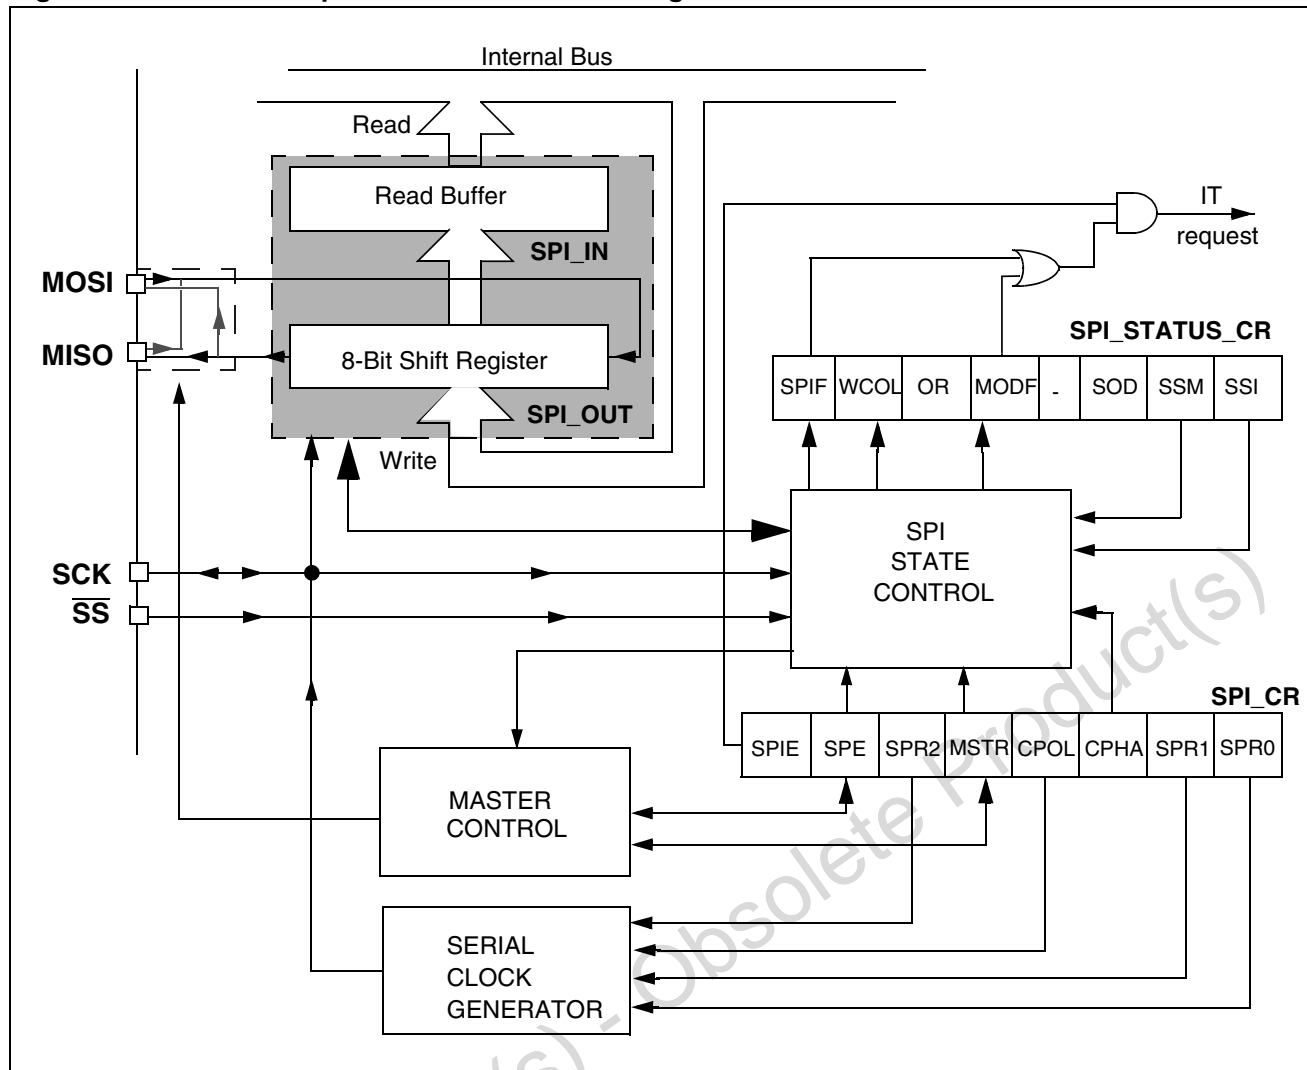 Internal Bus
Read
Read Buffer
SPI_IN
IT
request
MOSI
MISO
8-Bit Shift Register
SPI_OUT
Write
SPI_STATUS_CR
SPIF WCOL OR MODF - SOD SSM SSI
SPI
STATE
CONTROL
SCK
SS
SPI_CR
SPIE SPE SPR2 MSTR CPOL CPHA SPR1 SPR0
MASTER
CONTROL
SERIAL
CLOCK
GENERATOR
(s) - Obsolete Product(s)